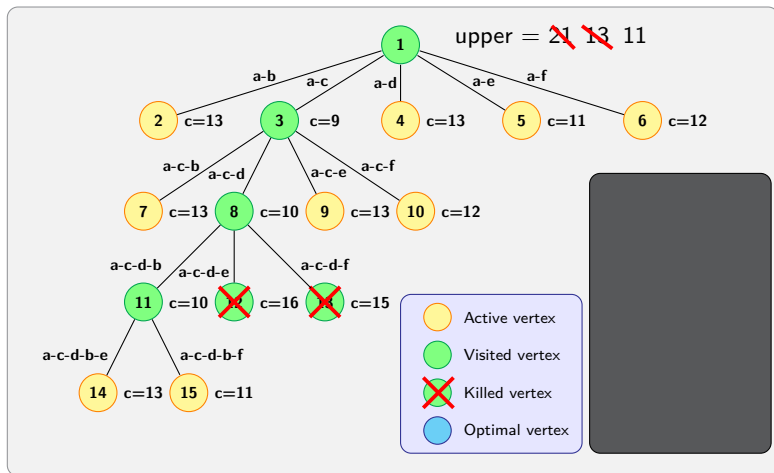 upper = 21 13 11
1
a-b a-c a-d a-e a-f
2 c=13 3 c=9 4 c=13 5 c=11 6 c=12
a-c-b a-c-d a-c-e a-c-f
7 c=13 8 c=10 9 c=13 10 c=12
a-c-d-b a-c-d-e a-c-d-f
11 c=10 12 c=16 13 c=15
a-c-d-b-e a-c-d-b-f
14 c=13 15 c=11
Active vertex
Visited vertex
Killed vertex
Optimal vertex